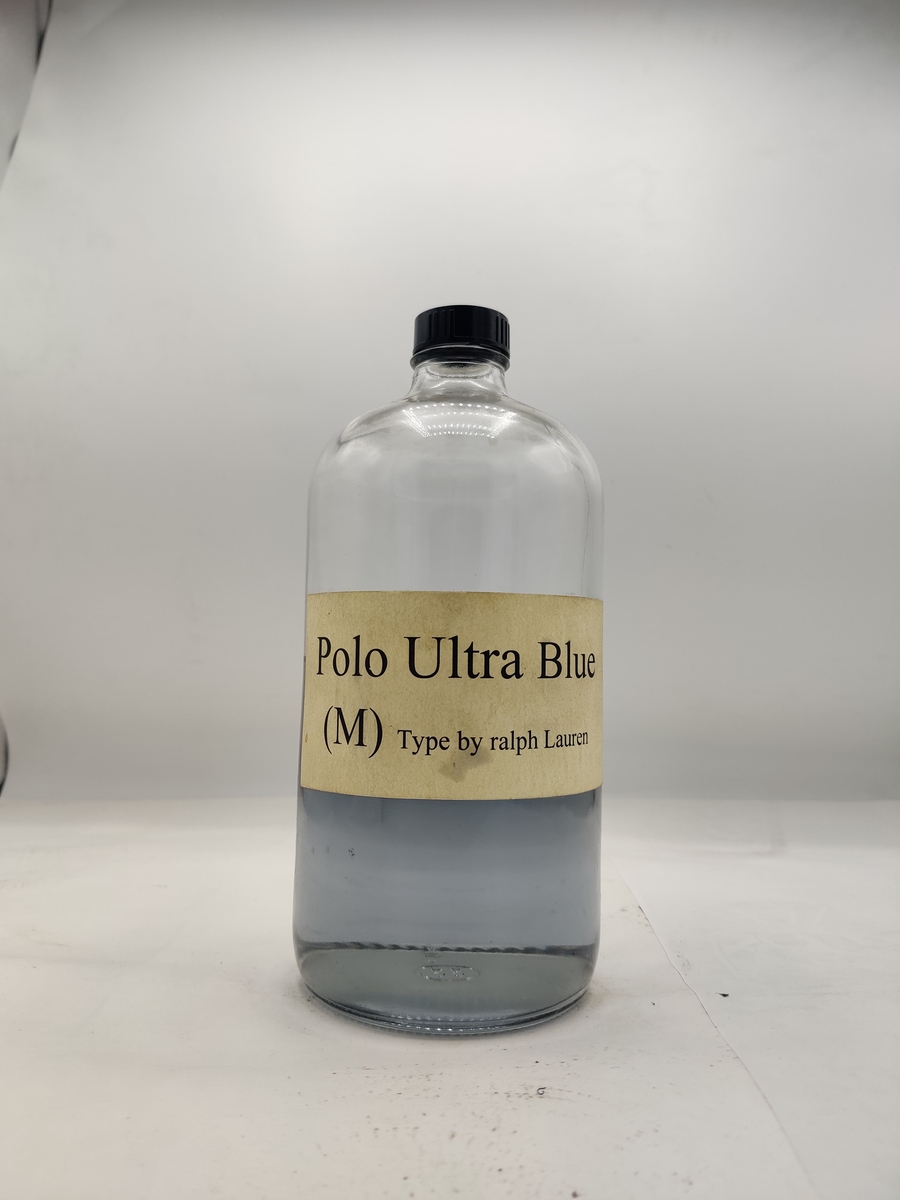 Polo Ultra Blue
(M) Type by ralph Lauren